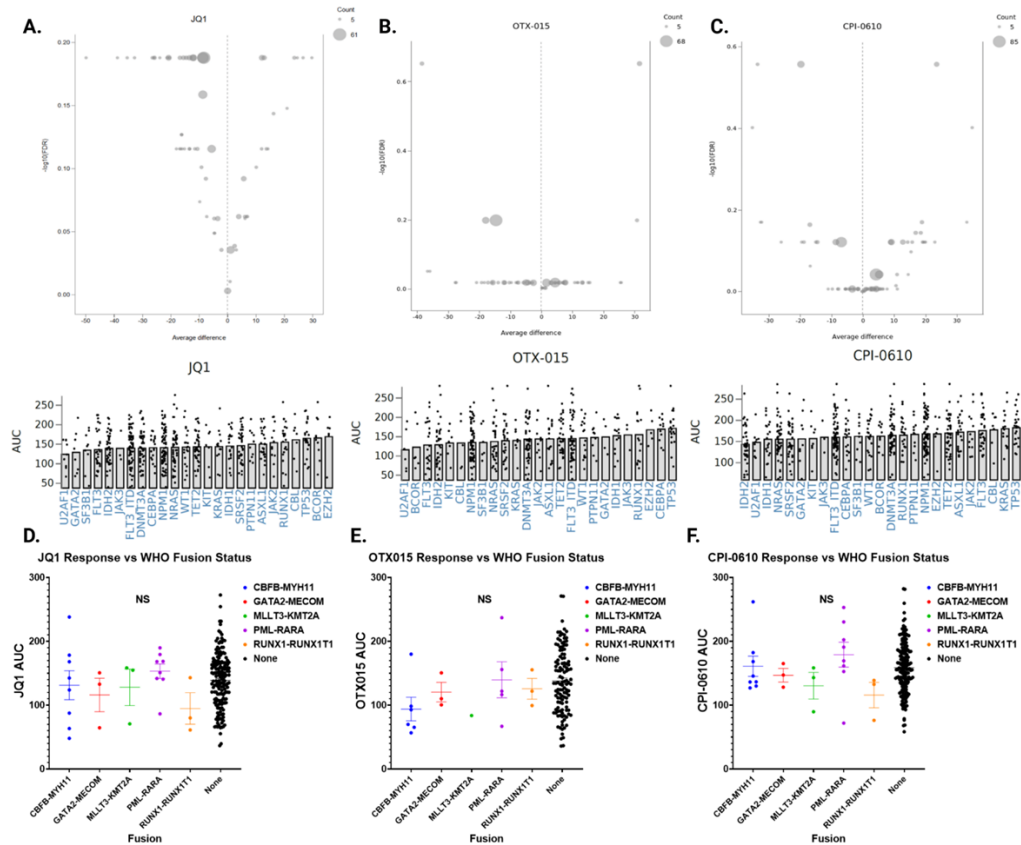 A.
JQ1
Count
5
61
0.20
0.15
0.10
0.05
0.00
-log10(FDR)
-50 -40 -30 -20 -10 0 10 20 30
Average difference
B.
OTX-015
Count
5
68
0.6
0.4
0.2
0.0
-log10(FDR)
-40 -30 -20 -10 0 10 20 30
Average difference
C.
CPI-0610
Count
5
85
0.6
0.4
0.2
0.0
-log10(FDR)
-30 -20 -10 0 10 20 30
Average difference
JQ1
AUC
250
200
150
100
50
U2AF1 GATA2 SF3B1 FLT3 IDH2 JAK3 FLT3_ITD DNMT3A CEBPA NPM1 NRAS WT1 TET2 KIT KRAS IDH1 SRSF2 PTPN11 ASXL1 JAK2 RUNX1 CBL TP53 BCOR EZH2
OTX-015
AUC
250
200
150
100
50
U2AF1 BCOR FLT3 IDH2 KIT CBL NPM1 SF3B1 NRAS SRSF2 KRAS DNMT3A JAK2 ASXL1 TET2 FLT3_ITD WT1 PTPN11 GATA2 IDH1 JAK3 RUNX1 EZH2 CEBPA TP53
CPI-0610
AUC
250
200
150
100
50
IDH2 U2AF1 IDH1 NRAS SRSF2 GATA2 KIT JAK3 FLT3_ITD CEBPA SF3B1 WT1 BCOR DNMT3A RUNX1 PTPN11 NPM1 EZH2 TET2 ASXL1 JAK2 FLT3 CBL KRAS TP53
D.
JQ1 Response vs WHO Fusion Status
NS
CBFB-MYH11
GATA2-MECOM
MLLT3-KMT2A
PML-RARA
RUNX1-RUNX1T1
None
JQ1 AUC
300
200
100
0
CBFB-MYH11 GATA2-MECOM MLLT3-KMT2A PML-RARA RUNX1-RUNX1T1 None
Fusion
E.
OTX015 Response vs WHO Fusion Status
NS
CBFB-MYH11
GATA2-MECOM
MLLT3-KMT2A
PML-RARA
RUNX1-RUNX1T1
None
OTX015 AUC
300
200
100
0
CBFB-MYH11 GATA2-MECOM MLLT3-KMT2A PML-RARA RUNX1-RUNX1T1 None
Fusion
F.
CPI-0610 Response vs WHO Fusion Status
NS
CBFB-MYH11
GATA2-MECOM
MLLT3-KMT2A
PML-RARA
RUNX1-RUNX1T1
None
CPI-0610 AUC
300
200
100
0
CBFB-MYH11 GATA2-MECOM MLLT3-KMT2A PML-RARA RUNX1-RUNX1T1 None
Fusion